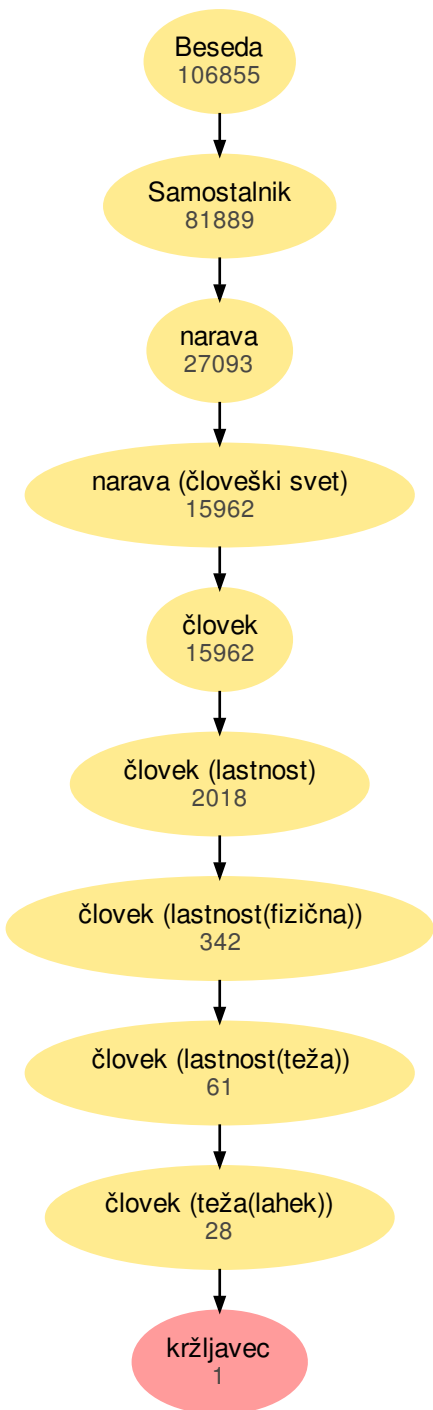 Beseda
106855
Samostalnik
81889
narava
27093
narava (človeški svet)
15962
človek
15962
človek (lastnost)
2018
človek (lastnost(fizična))
342
človek (lastnost(teža))
61
človek (teža(lahek))
28
kržljavec
1